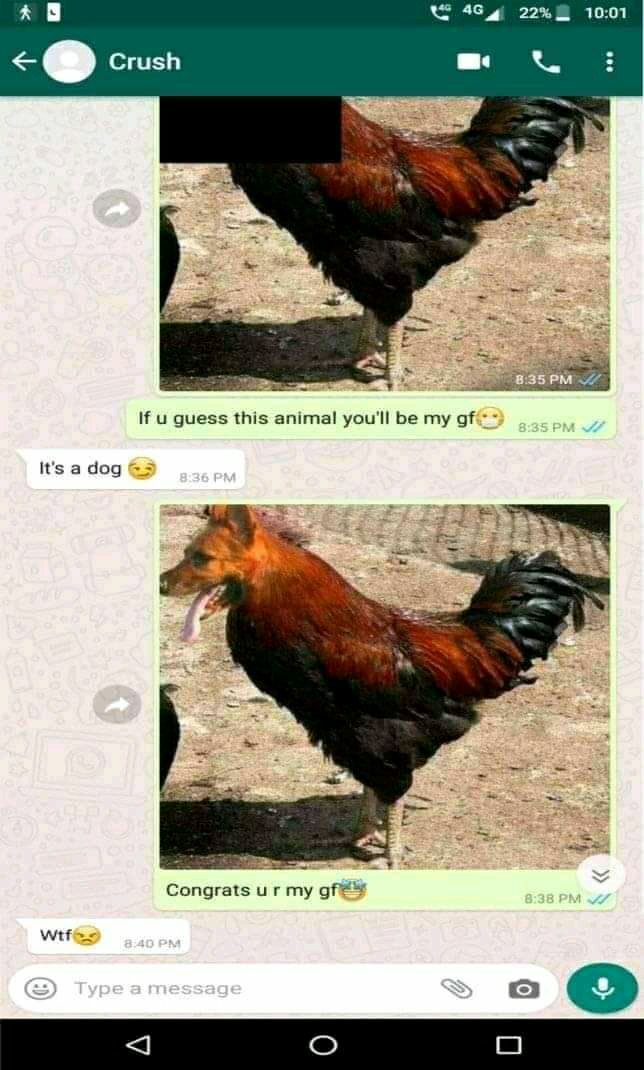 4G 4G 22% 10:01
Crush
8:35 PM
If u guess this animal you'll be my gf😷 8:35 PM
It's a dog 😏 8:36 PM
Congrats u r my gf🤩 8:38 PM
Wtf😠 8:40 PM
Type a message